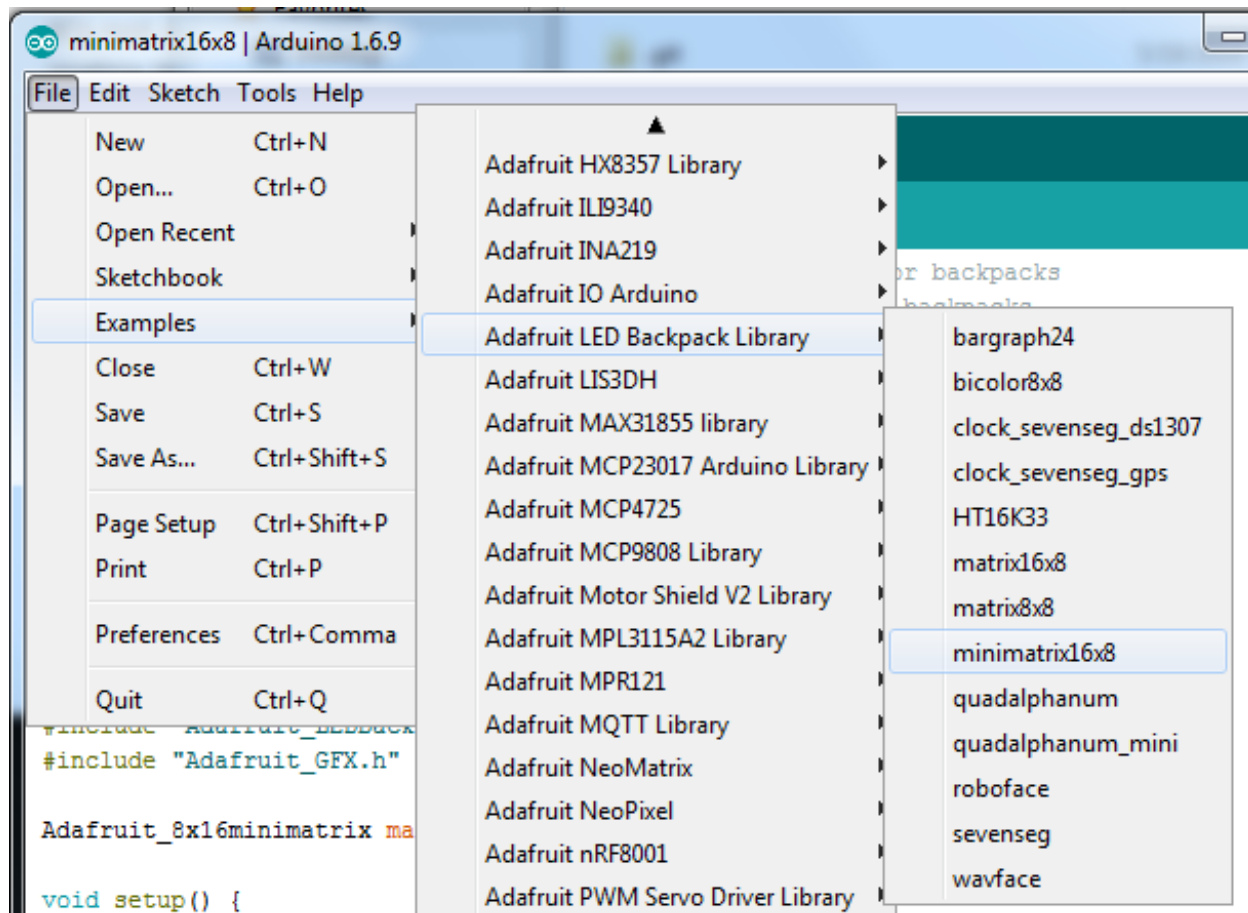 minimatrix16x8 | Arduino 1.6.9
File Edit Sketch Tools Help
New Ctrl+N
Open... Ctrl+O
Open Recent
Sketchbook
Examples
Close Ctrl+W
Save Ctrl+S
Save As... Ctrl+Shift+S
Page Setup Ctrl+Shift+P
Print Ctrl+P
Preferences Ctrl+Comma
Quit Ctrl+Q
Adafruit HX8357 Library
Adafruit ILI9340
Adafruit INA219
Adafruit IO Arduino
Adafruit LED Backpack Library
Adafruit LIS3DH
Adafruit MAX31855 library
Adafruit MCP23017 Arduino Library
Adafruit MCP4725
Adafruit MCP9808 Library
Adafruit Motor Shield V2 Library
Adafruit MPL3115A2 Library
Adafruit MPR121
Adafruit MQTT Library
Adafruit NeoMatrix
Adafruit NeoPixel
Adafruit nRF8001
Adafruit PWM Servo Driver Library
bargraph24
bicolor8x8
clock_sevenseg_ds1307
clock_sevenseg_gps
HT16K33
matrix16x8
matrix8x8
minimatrix16x8
quadalphanum
quadalphanum_mini
roboface
sevenseg
wavface
or backpacks
backpacks
#include "Adafruit_GFX.h"
Adafruit_8x16minimatrix ma
void setup() {